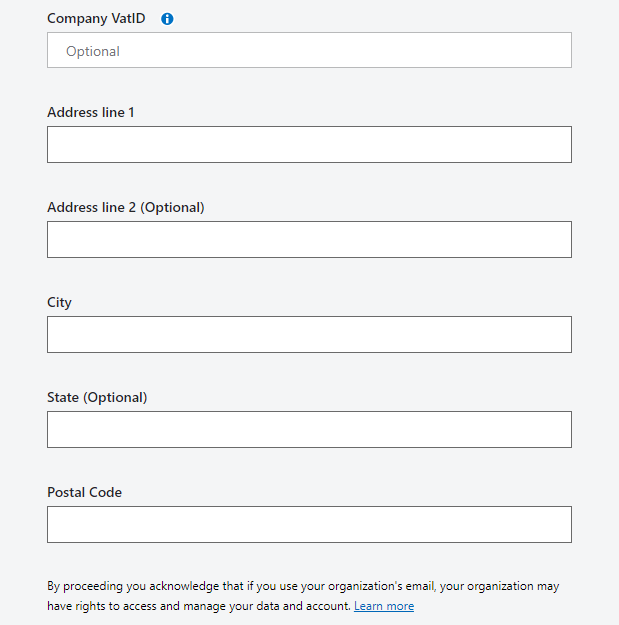 Company VatID
Optional
Address line 1
Address line 2 (Optional)
City
State (Optional)
Postal Code
By proceeding you acknowledge that if you use your organization's email, your organization may
have rights to access and manage your data and account. Learn more